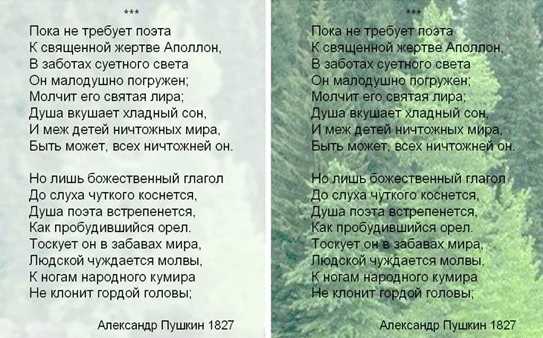 ***
Пока не требует поэта
К священной жертве Аполлон,
В заботах суетного света
Он малодушно погружен;
Молчит его святая лира;
Душа вкушает хладный сон,
И меж детей ничтожных мира,
Быть может, всех ничтожней он.
Но лишь божественный глагол
До слуха чуткого коснется,
Душа поэта встрепенется,
Как пробудившийся орел.
Тоскует он в забавах мира,
Людской чуждается молвы,
К ногам народного кумира
Не клонит гордой головы;
Александр Пушкин 1827
***
Пока не требует поэта
К священной жертве Аполлон,
В заботах суетного света
Он малодушно погружен;
Молчит его святая лира;
Душа вкушает хладный сон,
И меж детей ничтожных мира,
Быть может, всех ничтожней он.
Но лишь божественный глагол
До слуха чуткого коснется,
Душа поэта встрепенется,
Как пробудившийся орел.
Тоскует он в забавах мира,
Людской чуждается молвы,
К ногам народного кумира
Не клонит гордой головы;
Александр Пушкин 1827